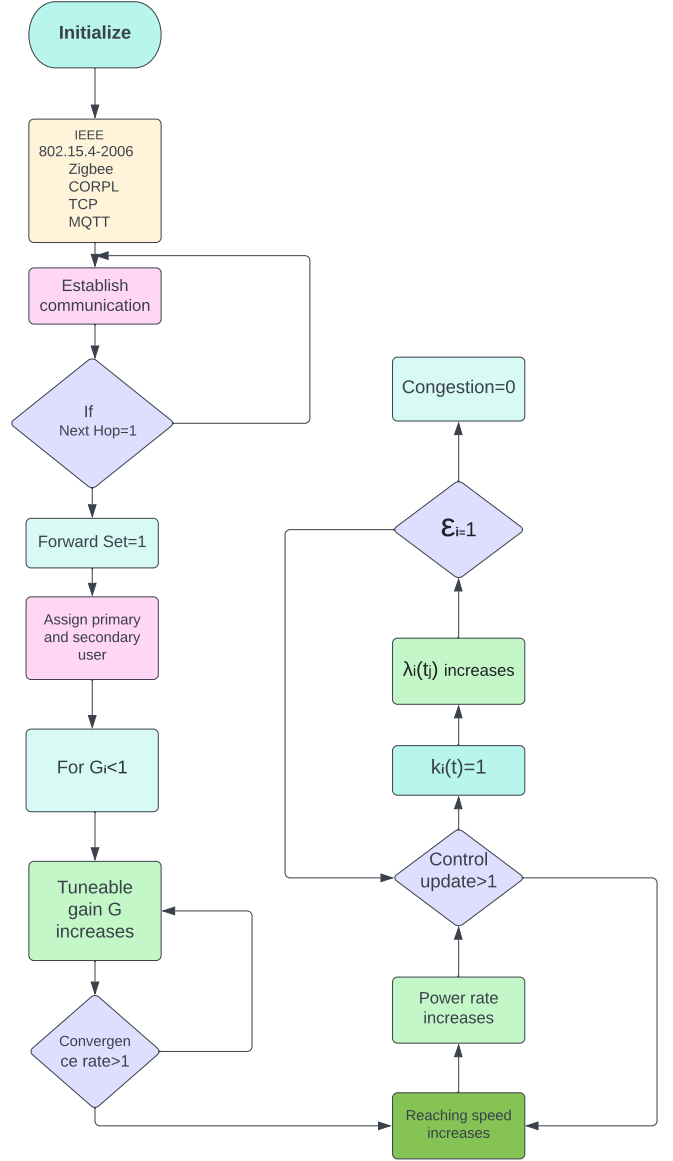 Initialize
IEEE
802.15.4-2006
Zigbee
CORPL
TCP
MQTT
Establish
communication
If
Next Hop=1
Forward Set=1
Assign primary
and secondary
user
For Gi<1
Tuneable
gain G
increases
Convergen
ce rate>1
Reaching speed
increases
Power rate
increases
Control
update>1
ki(t)=1
λi(tj) increases
εi=1
Congestion=0